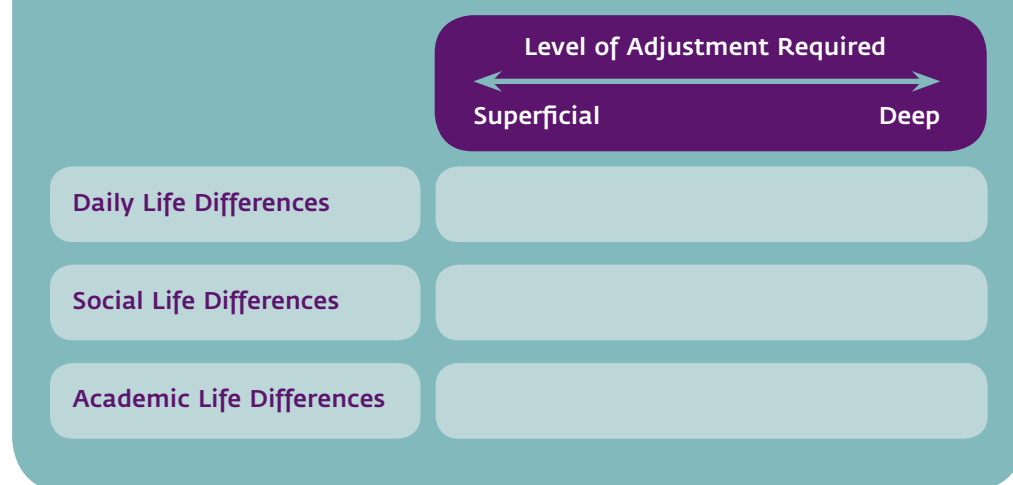 Level of Adjustment Required
Superficial Deep
Daily Life Differences
Social Life Differences
Academic Life Differences